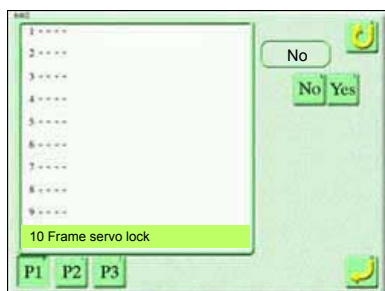 1 ----
2 ----
3 ----
4 ----
5 ----
6 ----
7 ----
8 ----
9 ----
10 Frame servo lock
No
No Yes
P1 P2 P3